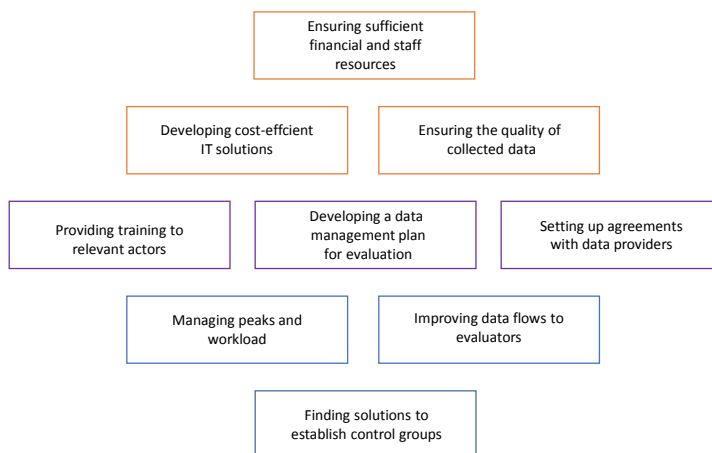 Ensuring sufficient
financial and staff
resources
Developing cost-effcient
IT solutions
Ensuring the quality of
collected data
Providing training to
relevant actors
Developing a data
management plan
for evaluation
Setting up agreements
with data providers
Managing peaks and
workload
Improving data flows to
evaluators
Finding solutions to
establish control groups